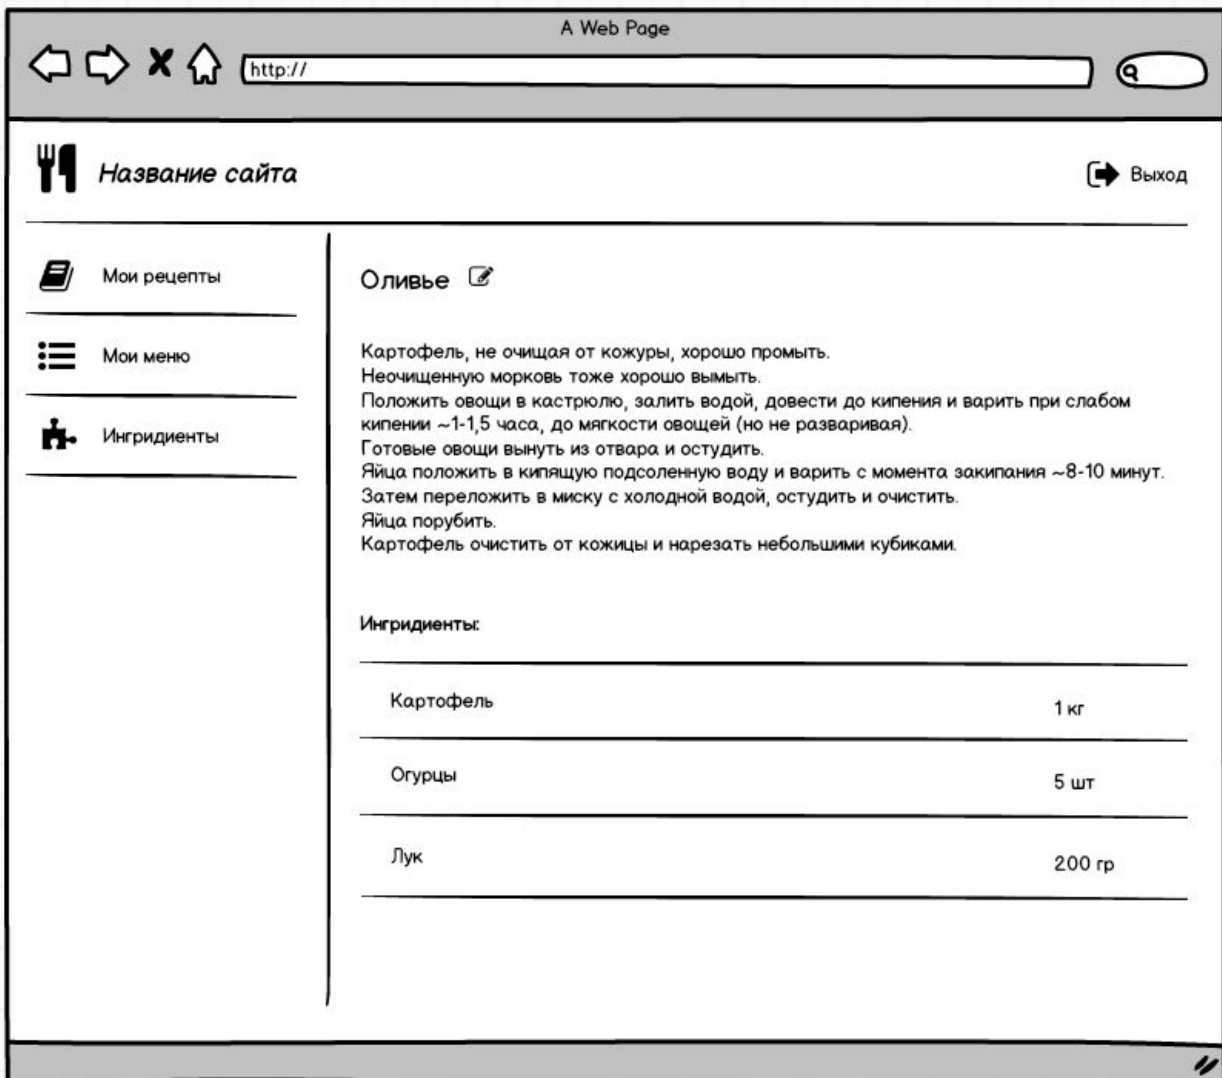 A Web Page
http://
Название сайта
Выход
Мои рецепты
Мои меню
Ингридиенты
Оливье
Картофель, не очищая от кожуры, хорошо промыть.
Неочищенную морковь тоже хорошо вымыть.
Положить овощи в кастрюлю, залить водой, довести до кипения и варить при слабом
кипении ~1-1,5 часа, до мягкости овощей (но не разваривая).
Готовые овощи вынуть из отвара и остудить.
Яйца положить в кипящую подсоленную воду и варить с момента закипания ~8-10 минут.
Затем переложить в миску с холодной водой, остудить и очистить.
Яйца порубить.
Картофель очистить от кожицы и нарезать небольшими кубиками.
Ингридиенты:
Картофель 1 кг
Огурцы 5 шт
Лук 200 гр